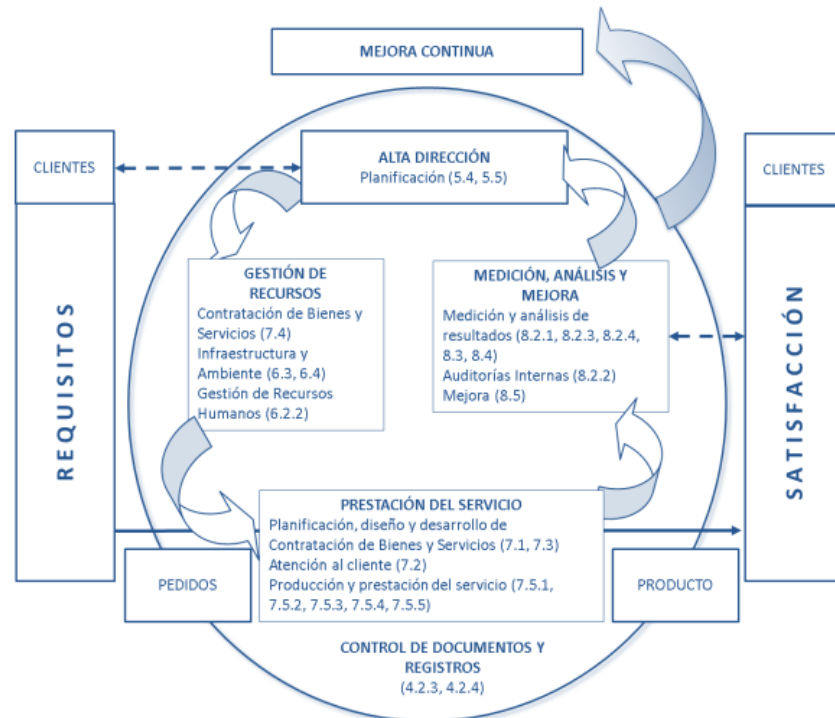 MEJORA CONTINUA
CLIENTES
ALTA DIRECCIÓN
Planificación (5.4, 5.5)
CLIENTES
REQUISITOS
GESTIÓN DE
RECURSOS
Contratación de Bienes y
Servicios (7.4)
Infraestructura y
Ambiente (6.3, 6.4)
Gestión de Recursos
Humanos (6.2.2)
MEDICIÓN, ANÁLISIS Y
MEJORA
Medición y análisis de
resultados (8.2.1, 8.2.3, 8.2.4,
8.3, 8.4)
Auditorías Internas (8.2.2)
Mejora (8.5)
SATISFACCIÓN
PRESTACIÓN DEL SERVICIO
Planificación, diseño y desarrollo de
Contratación de Bienes y Servicios (7.1, 7.3)
Atención al cliente (7.2)
Producción y prestación del servicio (7.5.1,
7.5.2, 7.5.3, 7.5.4, 7.5.5)
PEDIDOS
PRODUCTO
CONTROL DE DOCUMENTOS Y
REGISTROS
(4.2.3, 4.2.4)